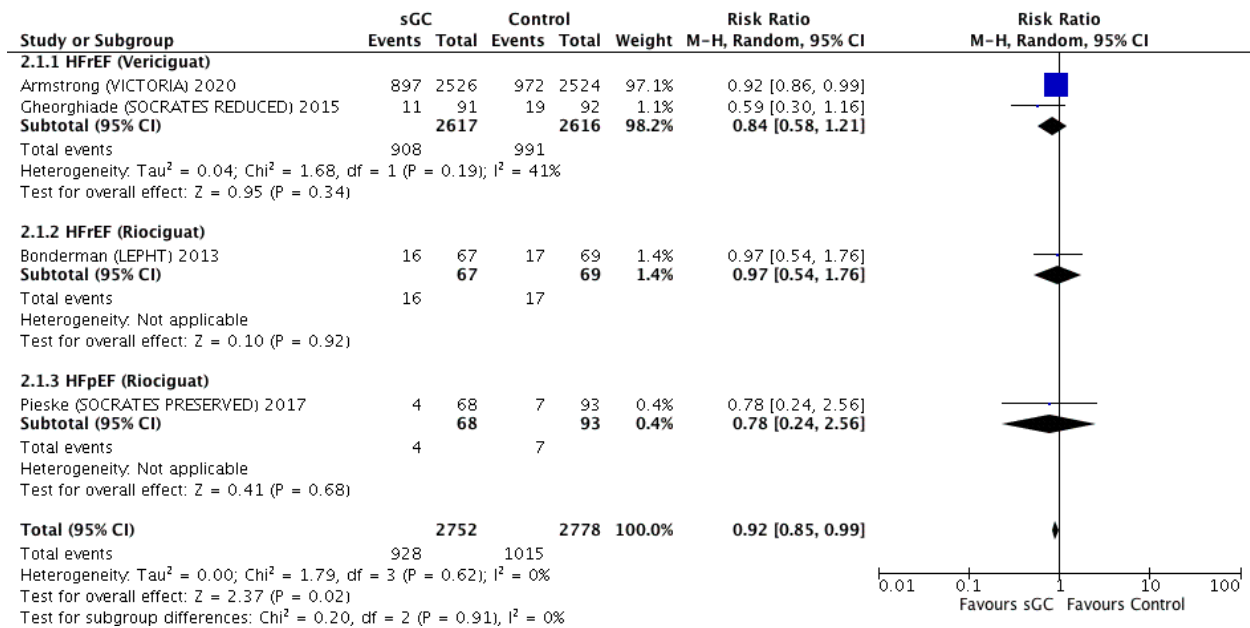 sGC Control Risk Ratio Risk Ratio
Study or Subgroup Events Total Events Total Weight M-H, Random, 95% CI M-H, Random, 95% CI
2.1.1 HFrEF (Vericiguat)
Armstrong (VICTORIA) 2020 897 2526 972 2524 97.1% 0.92 [0.86, 0.99]
Gheorghiade (SOCRATES REDUCED) 2015 11 91 19 92 1.1% 0.59 [0.30, 1.16]
Subtotal (95% CI) 2617 2616 98.2% 0.84 [0.58, 1.21]
Total events 908 991
Heterogeneity: Tau² = 0.04; Chi² = 1.68, df = 1 (P = 0.19); I² = 41%
Test for overall effect: Z = 0.95 (P = 0.34)
2.1.2 HFrEF (Riociguat)
Bonderman (LEPHT) 2013 16 67 17 69 1.4% 0.97 [0.54, 1.76]
Subtotal (95% CI) 67 69 1.4% 0.97 [0.54, 1.76]
Total events 16 17
Heterogeneity: Not applicable
Test for overall effect: Z = 0.10 (P = 0.92)
2.1.3 HFpEF (Riociguat)
Pieske (SOCRATES PRESERVED) 2017 4 68 7 93 0.4% 0.78 [0.24, 2.56]
Subtotal (95% CI) 68 93 0.4% 0.78 [0.24, 2.56]
Total events 4 7
Heterogeneity: Not applicable
Test for overall effect: Z = 0.41 (P = 0.68)
Total (95% CI) 2752 2778 100.0% 0.92 [0.85, 0.99]
Total events 928 1015
Heterogeneity: Tau² = 0.00; Chi² = 1.79, df = 3 (P = 0.62); I² = 0%
Test for overall effect: Z = 2.37 (P = 0.02)
Test for subgroup differences: Chi² = 0.20, df = 2 (P = 0.91), I² = 0%
0.01 0.1 1 10 100
Favours sGC Favours Control